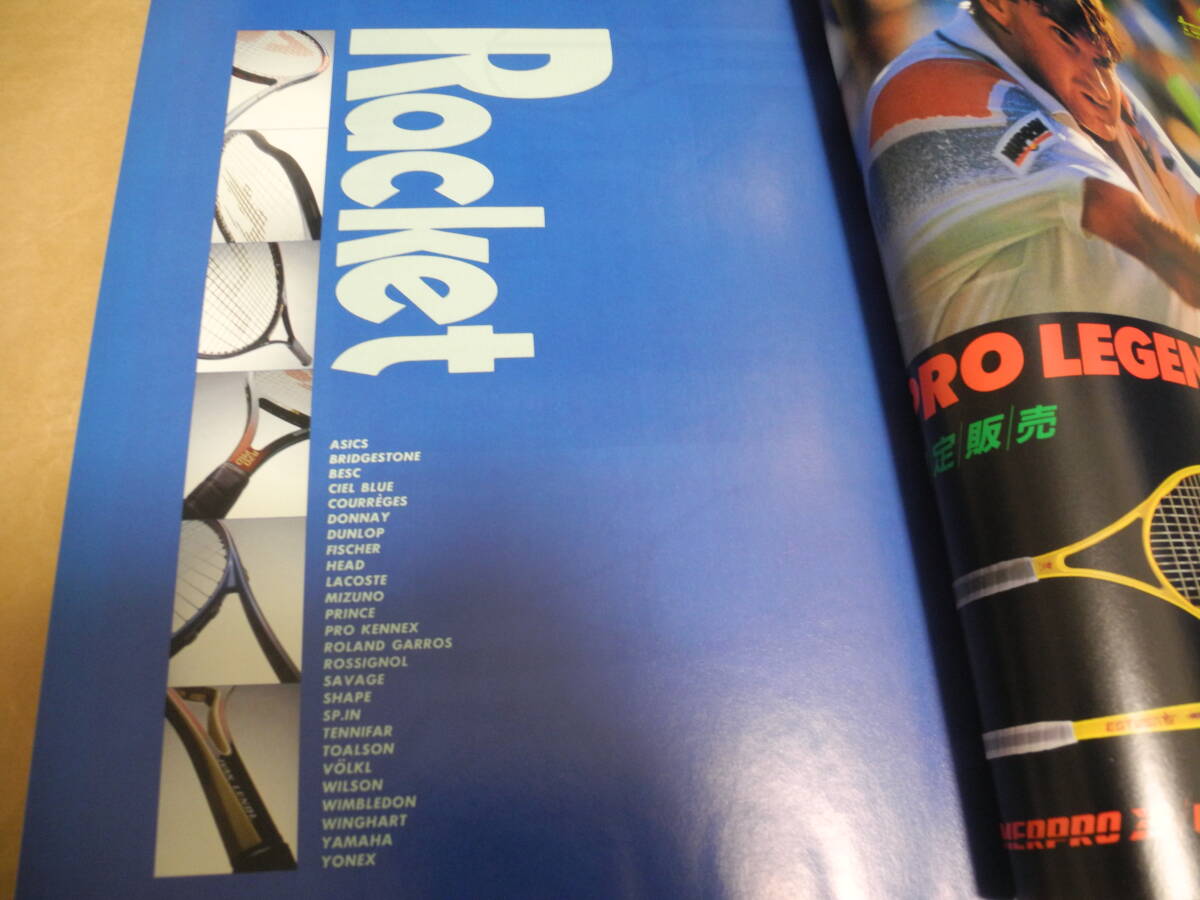 Racket
ASICS
BRIDGESTONE
BESC
CIEL BLUE
COURRÈGES
DONNAY
DUNLOP
FISCHER
HEAD
LACOSTE
MIZUNO
PRINCE
PRO KENNEX
ROLAND GARROS
ROSSIGNOL
SAVAGE
SHAPE
SP.IN
TENNIFAR
TOALSON
VÖLKL
WILSON
WIMBLEDON
WINGHART
YAMAHA
YONEX
PRO LEGEN
定/販/売